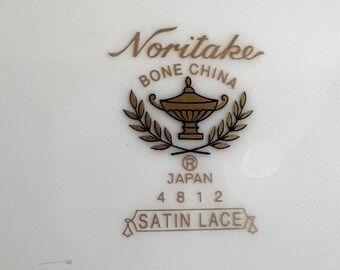 Noritake
BONE CHINA
®
JAPAN
4812
SATIN LACE